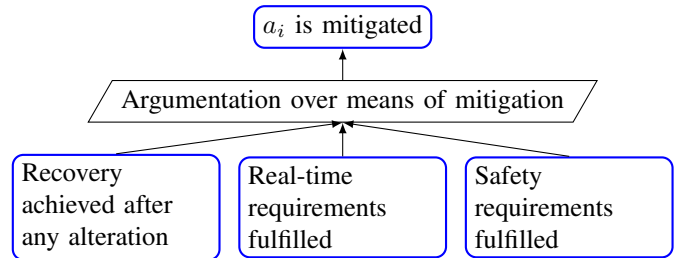 a_i is mitigated
Argumentation over means of mitigation
Recovery
achieved after
any alteration
Real-time
requirements
fulfilled
Safety
requirements
fulfilled